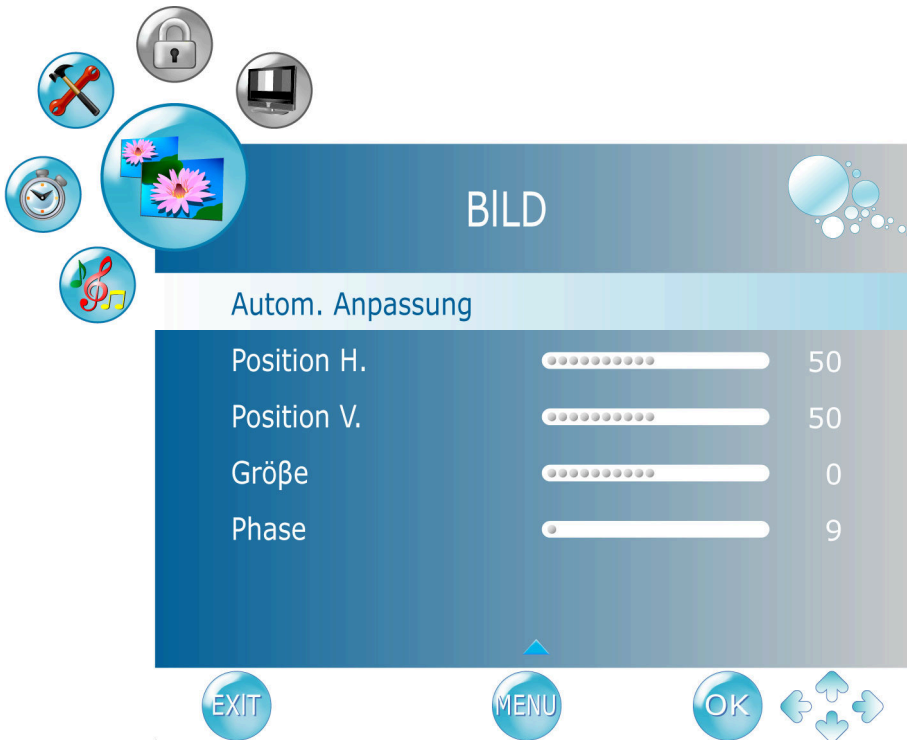 BILD
Autom. Anpassung
Position H. 50
Position V. 50
Größe 0
Phase 9
EXIT MENU OK